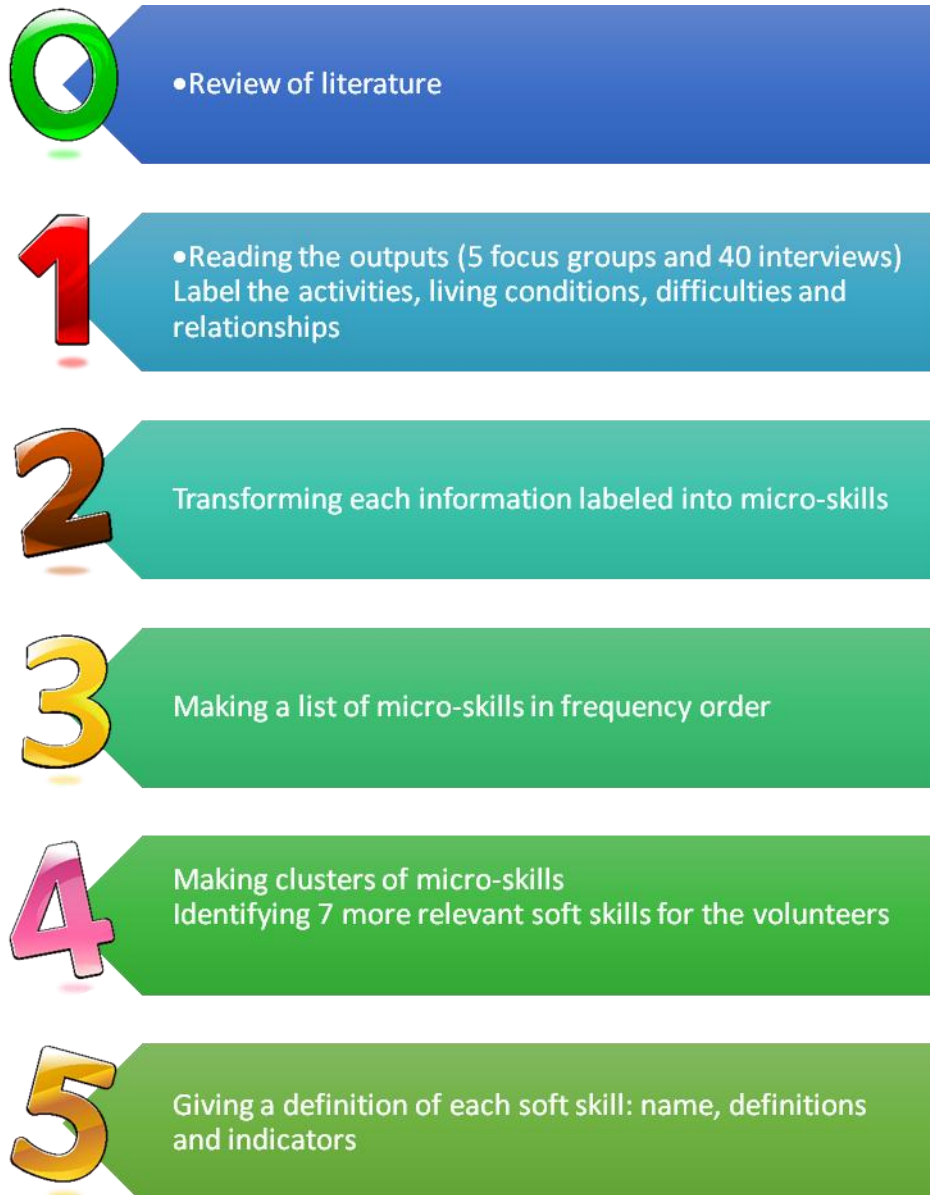 0
•Review of literature
1
•Reading the outputs (5 focus groups and 40 interviews)
Label the activities, living conditions, difficulties and
relationships
2
Transforming each information labeled into micro-skills
3
Making a list of micro-skills in frequency order
4
Making clusters of micro-skills
Identifying 7 more relevant soft skills for the volunteers
5
Giving a definition of each soft skill: name, definitions
and indicators